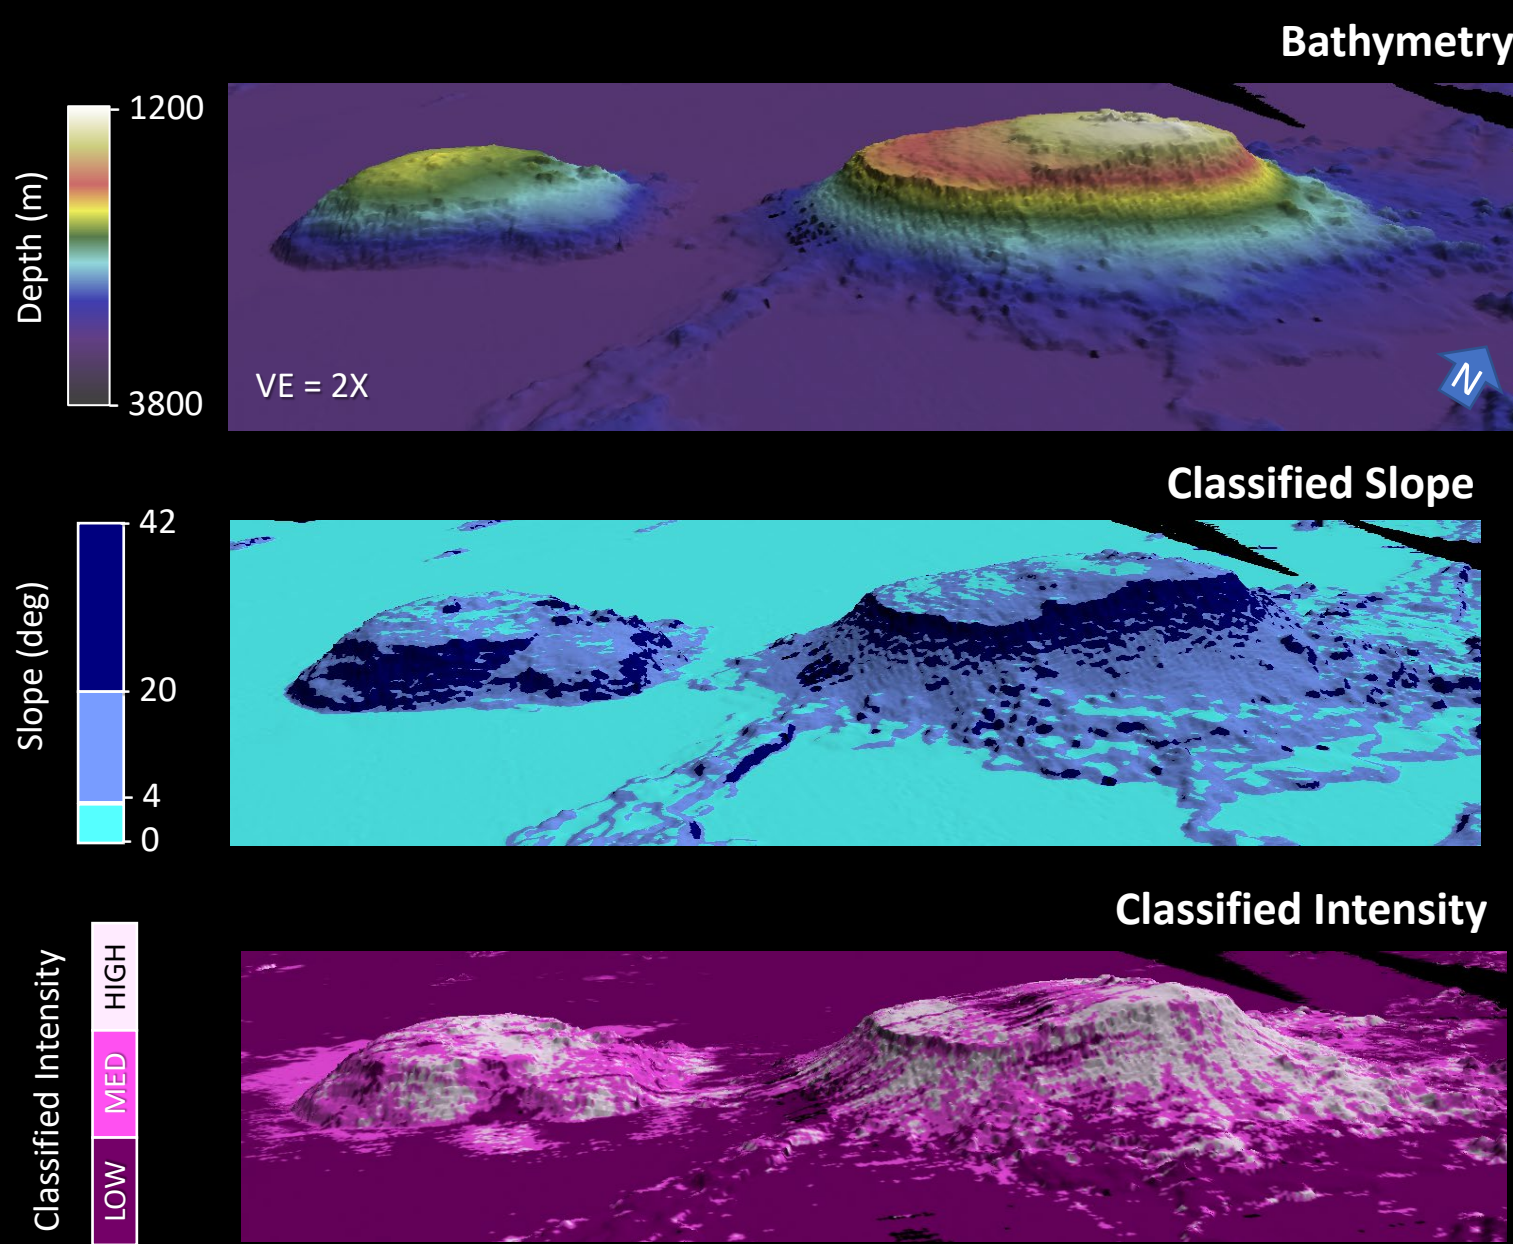 Bathymetry
1200
Depth (m)
3800
VE = 2X
N
Classified Slope
42
20
4
0
Slope (deg)
Classified Intensity
Classified Intensity
HIGH
MED
LOW